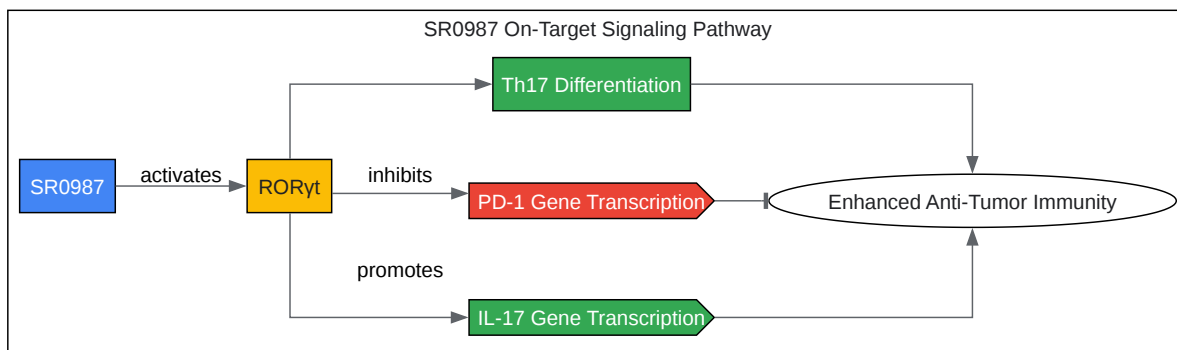 SR0987 On-Target Signaling Pathway
Th17 Differentiation
SR0987
activates
RORγt
inhibits
PD-1 Gene Transcription
Enhanced Anti-Tumor Immunity
promotes
IL-17 Gene Transcription